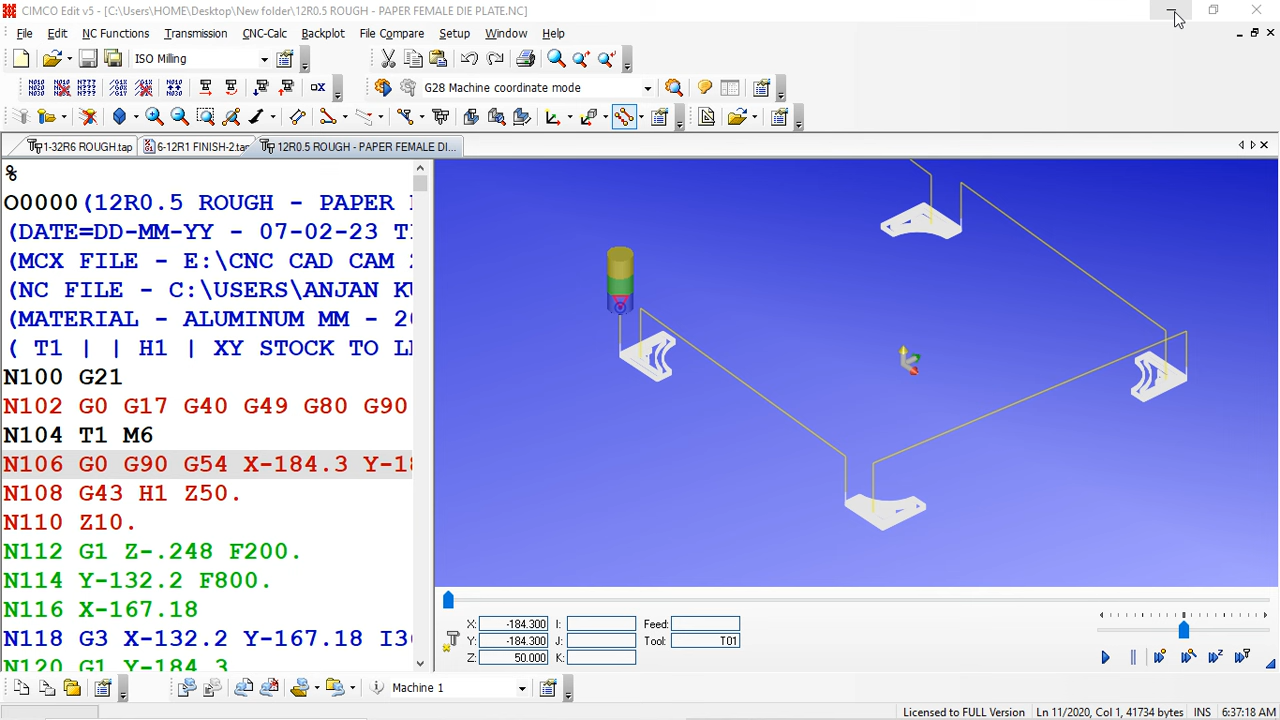 CIMCO Edit v5 - [C:\Users\HOME\Desktop\New folder\12R0.5 ROUGH - PAPER FEMALE DIE PLATE.NC]
File Edit NC Functions Transmission CNC-Calc Backplot File Compare Setup Window Help
ISO Milling
G28 Machine coordinate mode
1-32R6 ROUGH.tap 6-12R1 FINISH-2.tap 12R0.5 ROUGH - PAPER FEMALE DI...
%
O0000(12R0.5 ROUGH - PAPER
(DATE=DD-MM-YY - 07-02-23
(MCX FILE - E:\CNC CAD CAM
(NC FILE - C:\USERS\ANJAN
(MATERIAL - ALUMINUM MM -
( T1 | | H1 | XY STOCK TO
N100 G21
N102 G0 G17 G40 G49 G80 G90
N104 T1 M6
N106 G0 G90 G54 X-184.3
N108 G43 H1 Z50.
N110 Z10.
N112 G1 Z-.248 F200.
N114 Y-132.2 F800.
N116 X-167.18
N118 G3 X-132.2 Y-167.18
N120 G1 Y-184.3
X: -184.300 I: Feed:
Y: -184.300 J: Tool: T01
Z: 50.000 K:
Machine 1
Licensed to FULL Version Ln 11/2020, Col 1, 41734 bytes INS 6:37:18 AM